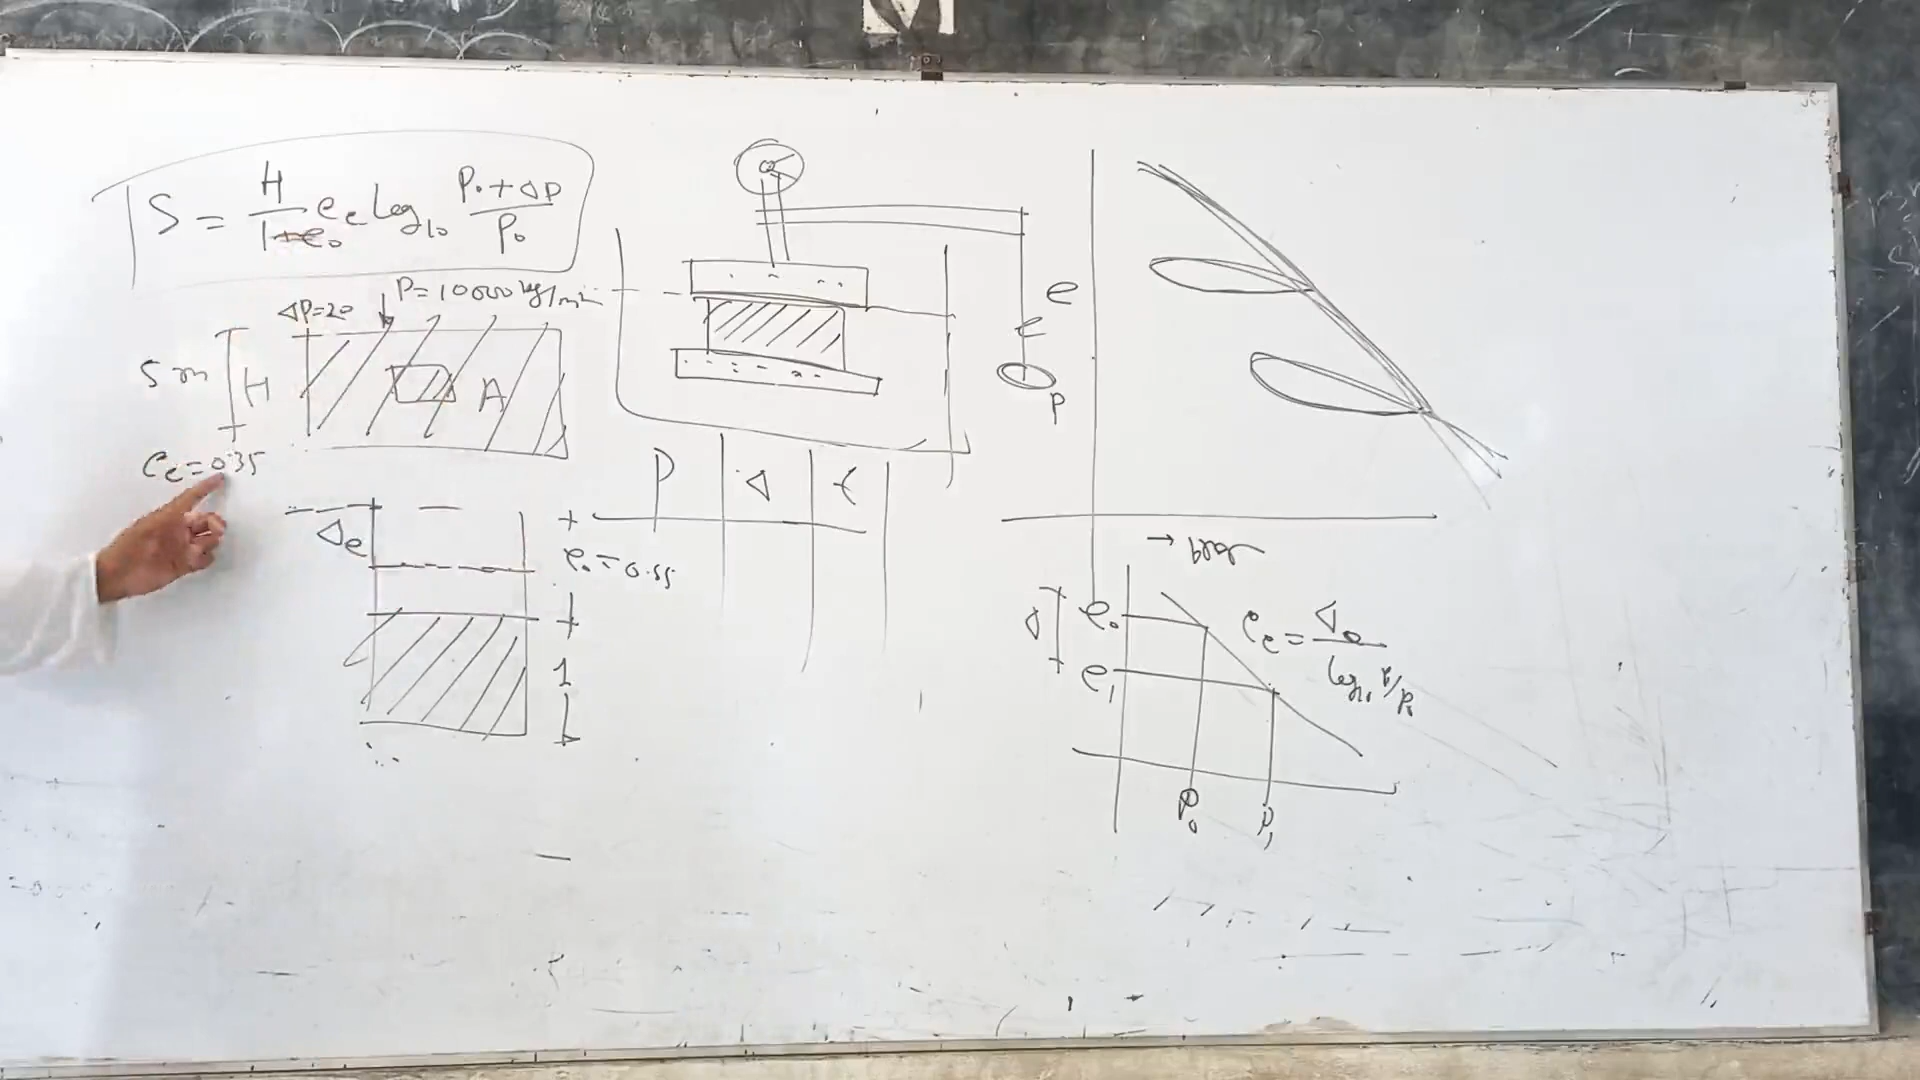 S = H / 1+e₀ Cc log₁₀ P₀+ΔP / P₀
ΔP=20 P=10000 kg/m²
5m H A
Cc=0.35
Δe
e₀=0.55
1
P Δ e
P
e
e₀
e₁
Cc = Δe / log₁₀ P₁/P₀
P₀ P₁